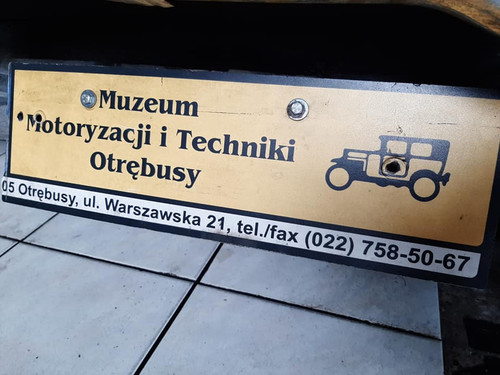 Muzeum
Motoryzacji i Techniki
Otrębusy
05 Otrębusy, ul. Warszawska 21, tel./fax (022) 758-50-67